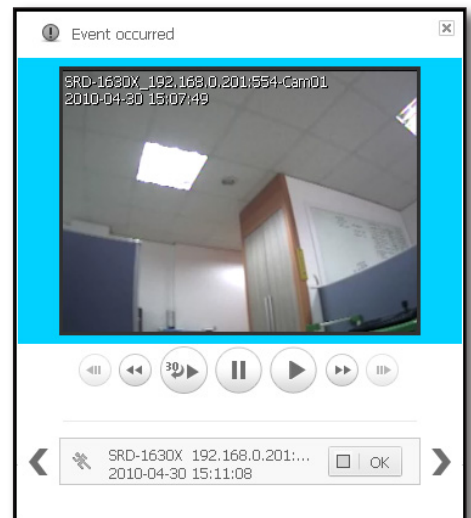 Event occurred
SRD-1630X_192.168.0.201:554-Cam01
2010-04-30 15:07:49
30
SRD-1630X 192.168.0.201:...
2010-04-30 15:11:08
OK